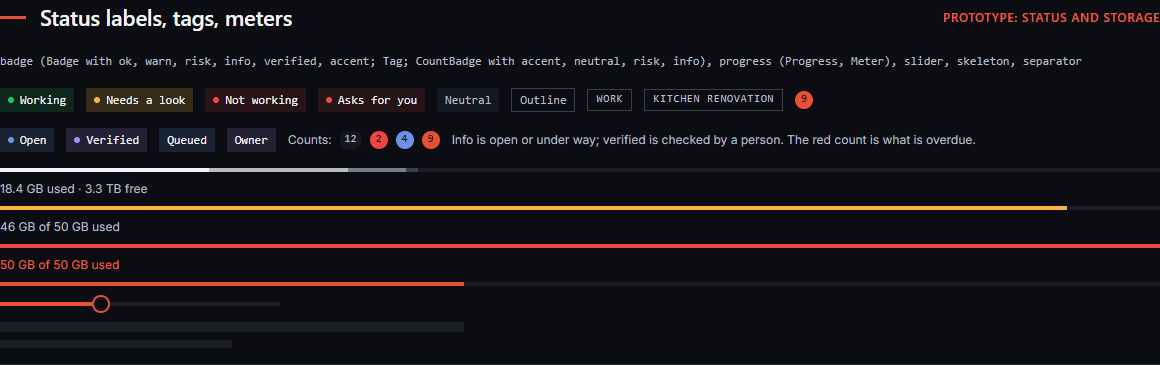 Status labels, tags, meters
PROTOTYPE: STATUS AND STORAGE
badge (Badge with ok, warn, risk, info, verified, accent; Tag; CountBadge with accent, neutral, risk, info), progress (Progress, Meter), slider, skeleton, separator
Working Needs a look Not working Asks for you Neutral Outline WORK KITCHEN RENOVATION 9
Open Verified Queued Owner Counts: 12 2 4 9 Info is open or under way; verified is checked by a person. The red count is what is overdue.
18.4 GB used · 3.3 TB free
46 GB of 50 GB used
50 GB of 50 GB used